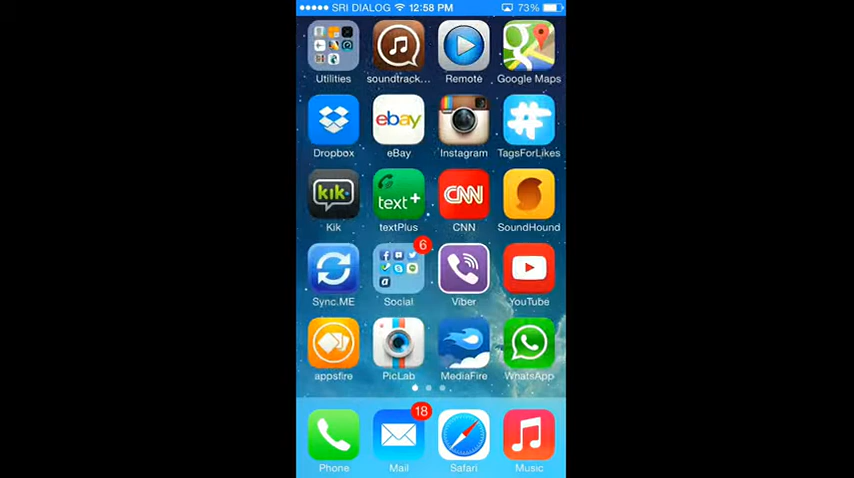 SRI DIALOG 12:58 PM 73%
Utilities soundtrack... Remote Google Maps
ebay
Dropbox eBay Instagram TagsForLikes
kik text+ CNN
Kik textPlus CNN SoundHound
6
Sync.ME Social Viber YouTube
appsfire PicLab MediaFire WhatsApp
18
Phone Mail Safari Music